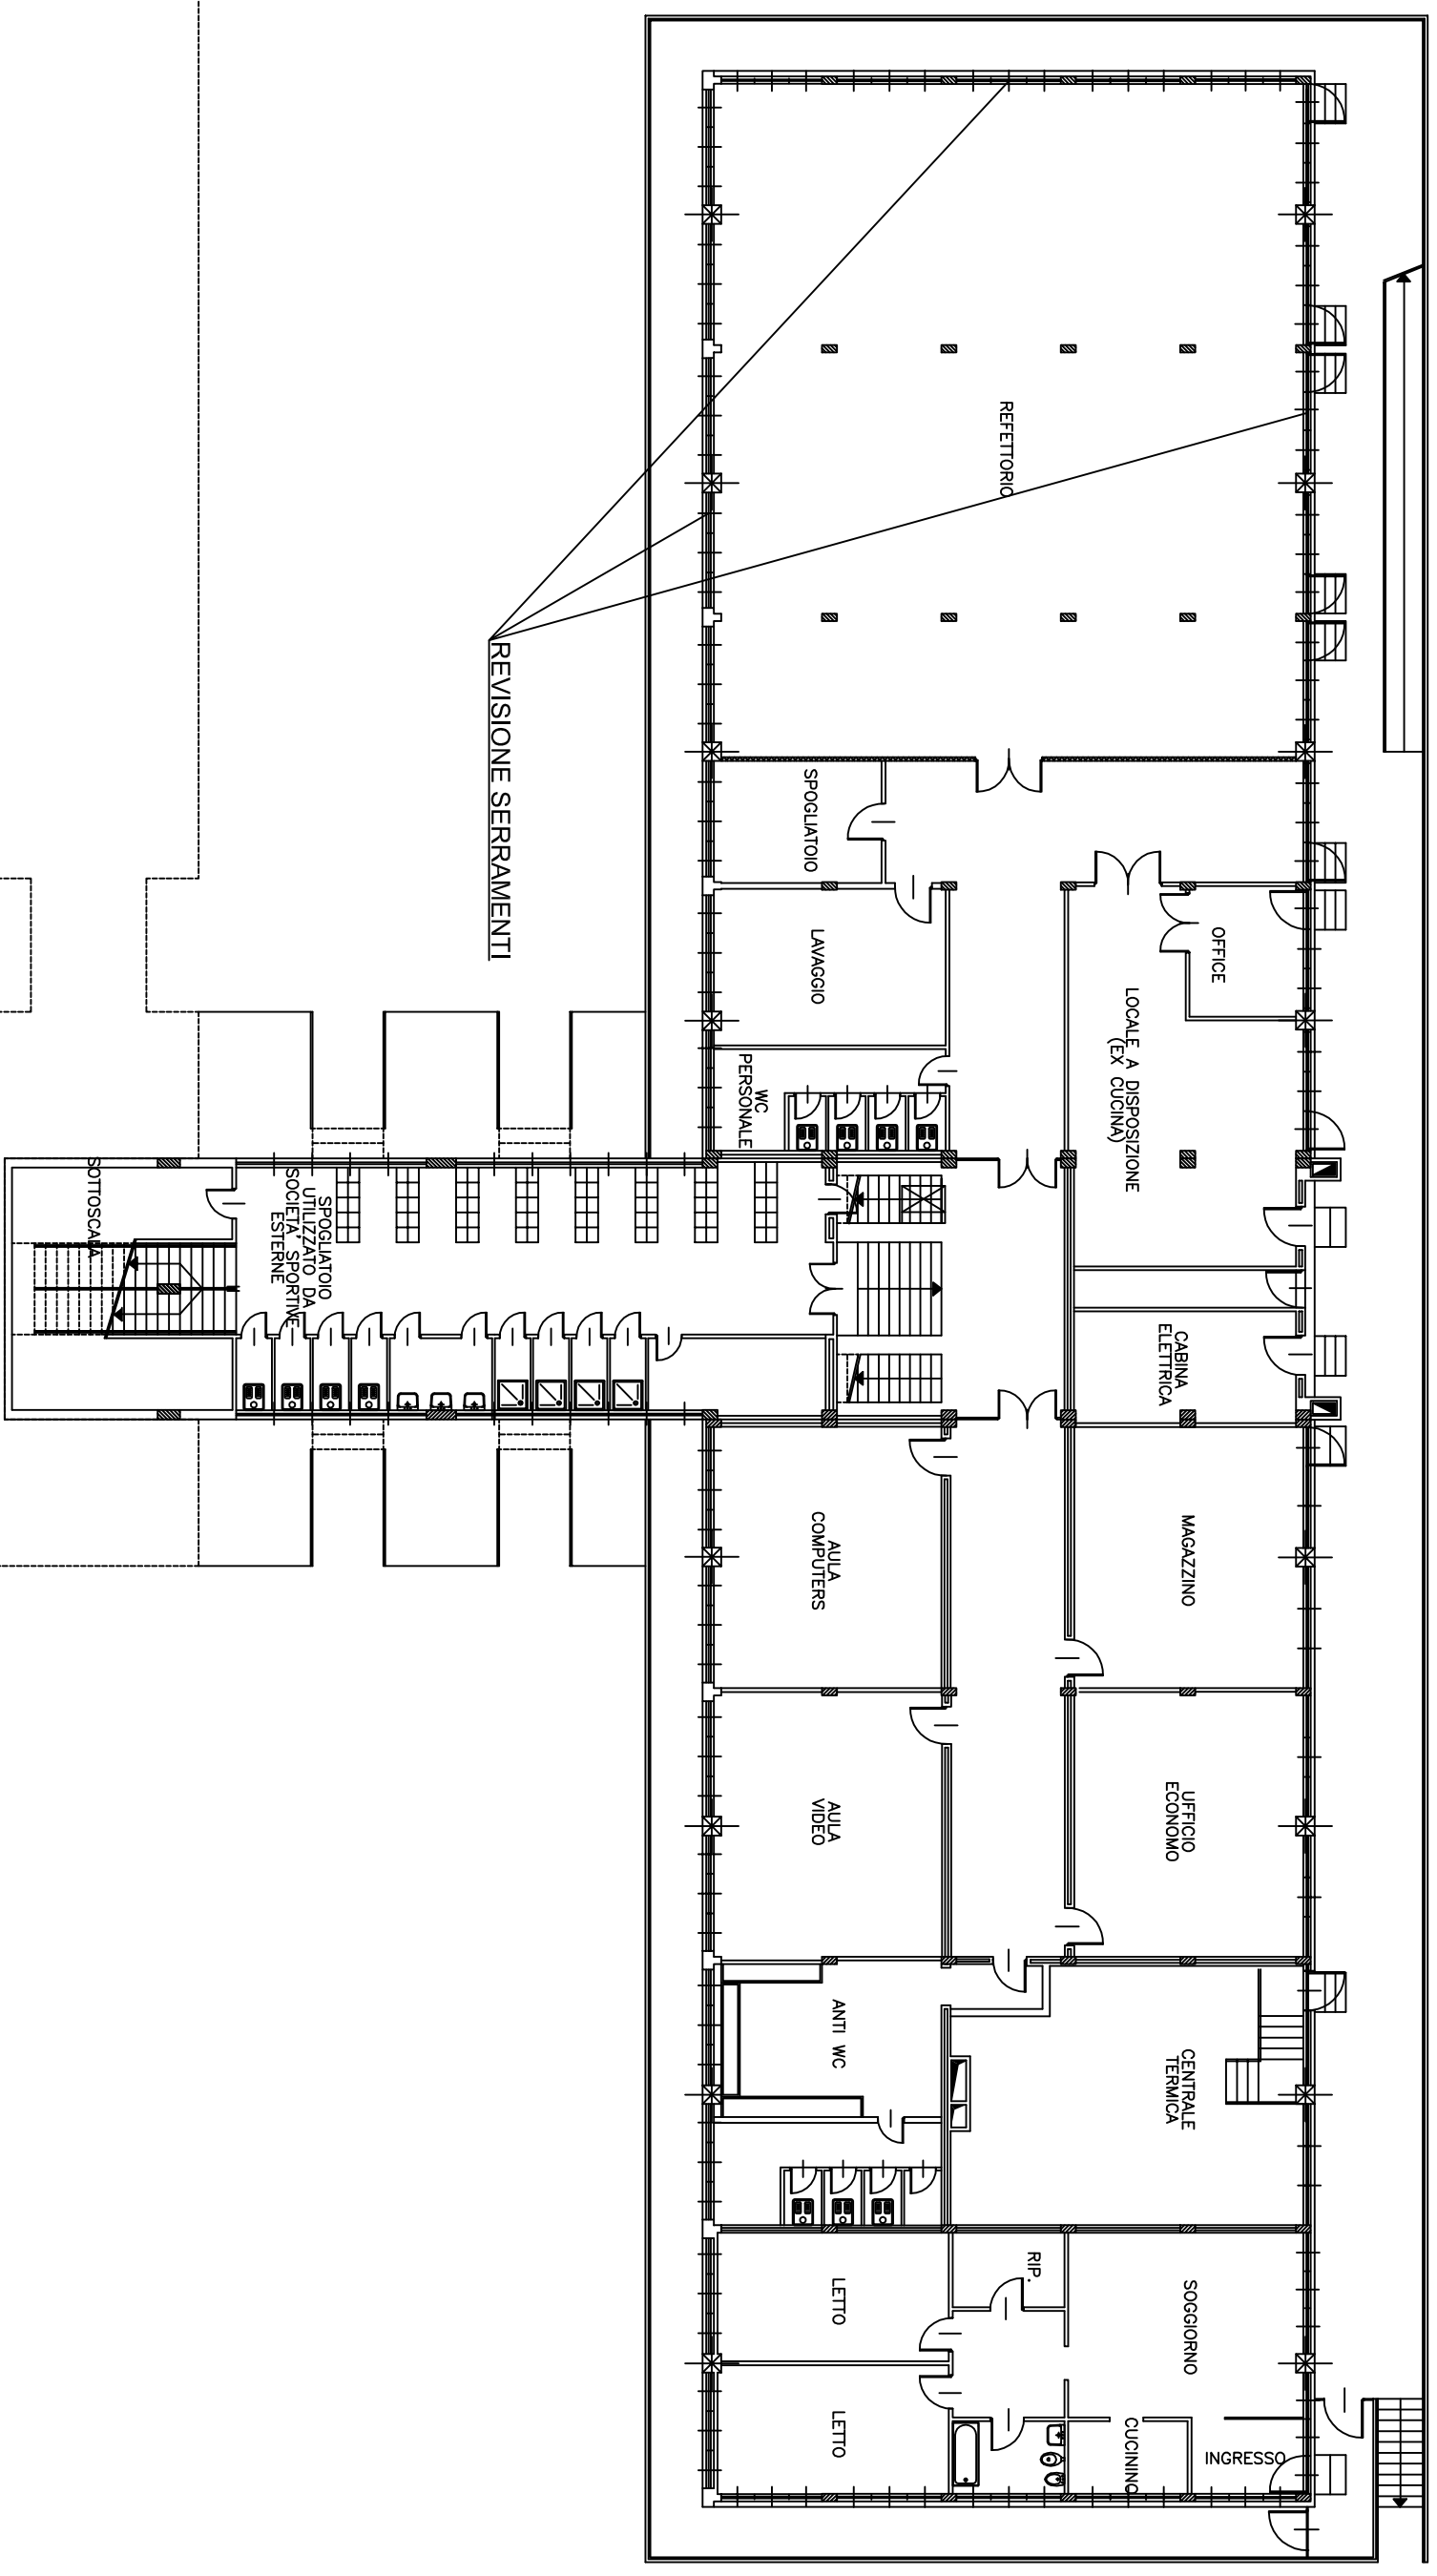 REFETTORIO
REVISIONE SERRAMENTI
SPOGLIATOIO
OFFICE
LAVAGGIO
LOCALE A DISPOSIZIONE
(EX CUCINA)
WC
PERSONALE
SOTTOSCALA
SPOGLIATOIO
UTILIZZATO DA
SOCIETA' SPORTIVE
ESTERNE
CABINA
ELETTRICA
AULA
COMPUTERS
MAGAZZINO
AULA
VIDEO
UFFICIO
ECONOMO
ANTI WC
CENTRALE
TERMICA
LETTO
RIP.
SOGGIORNO
LETTO
CUCININO
INGRESSO